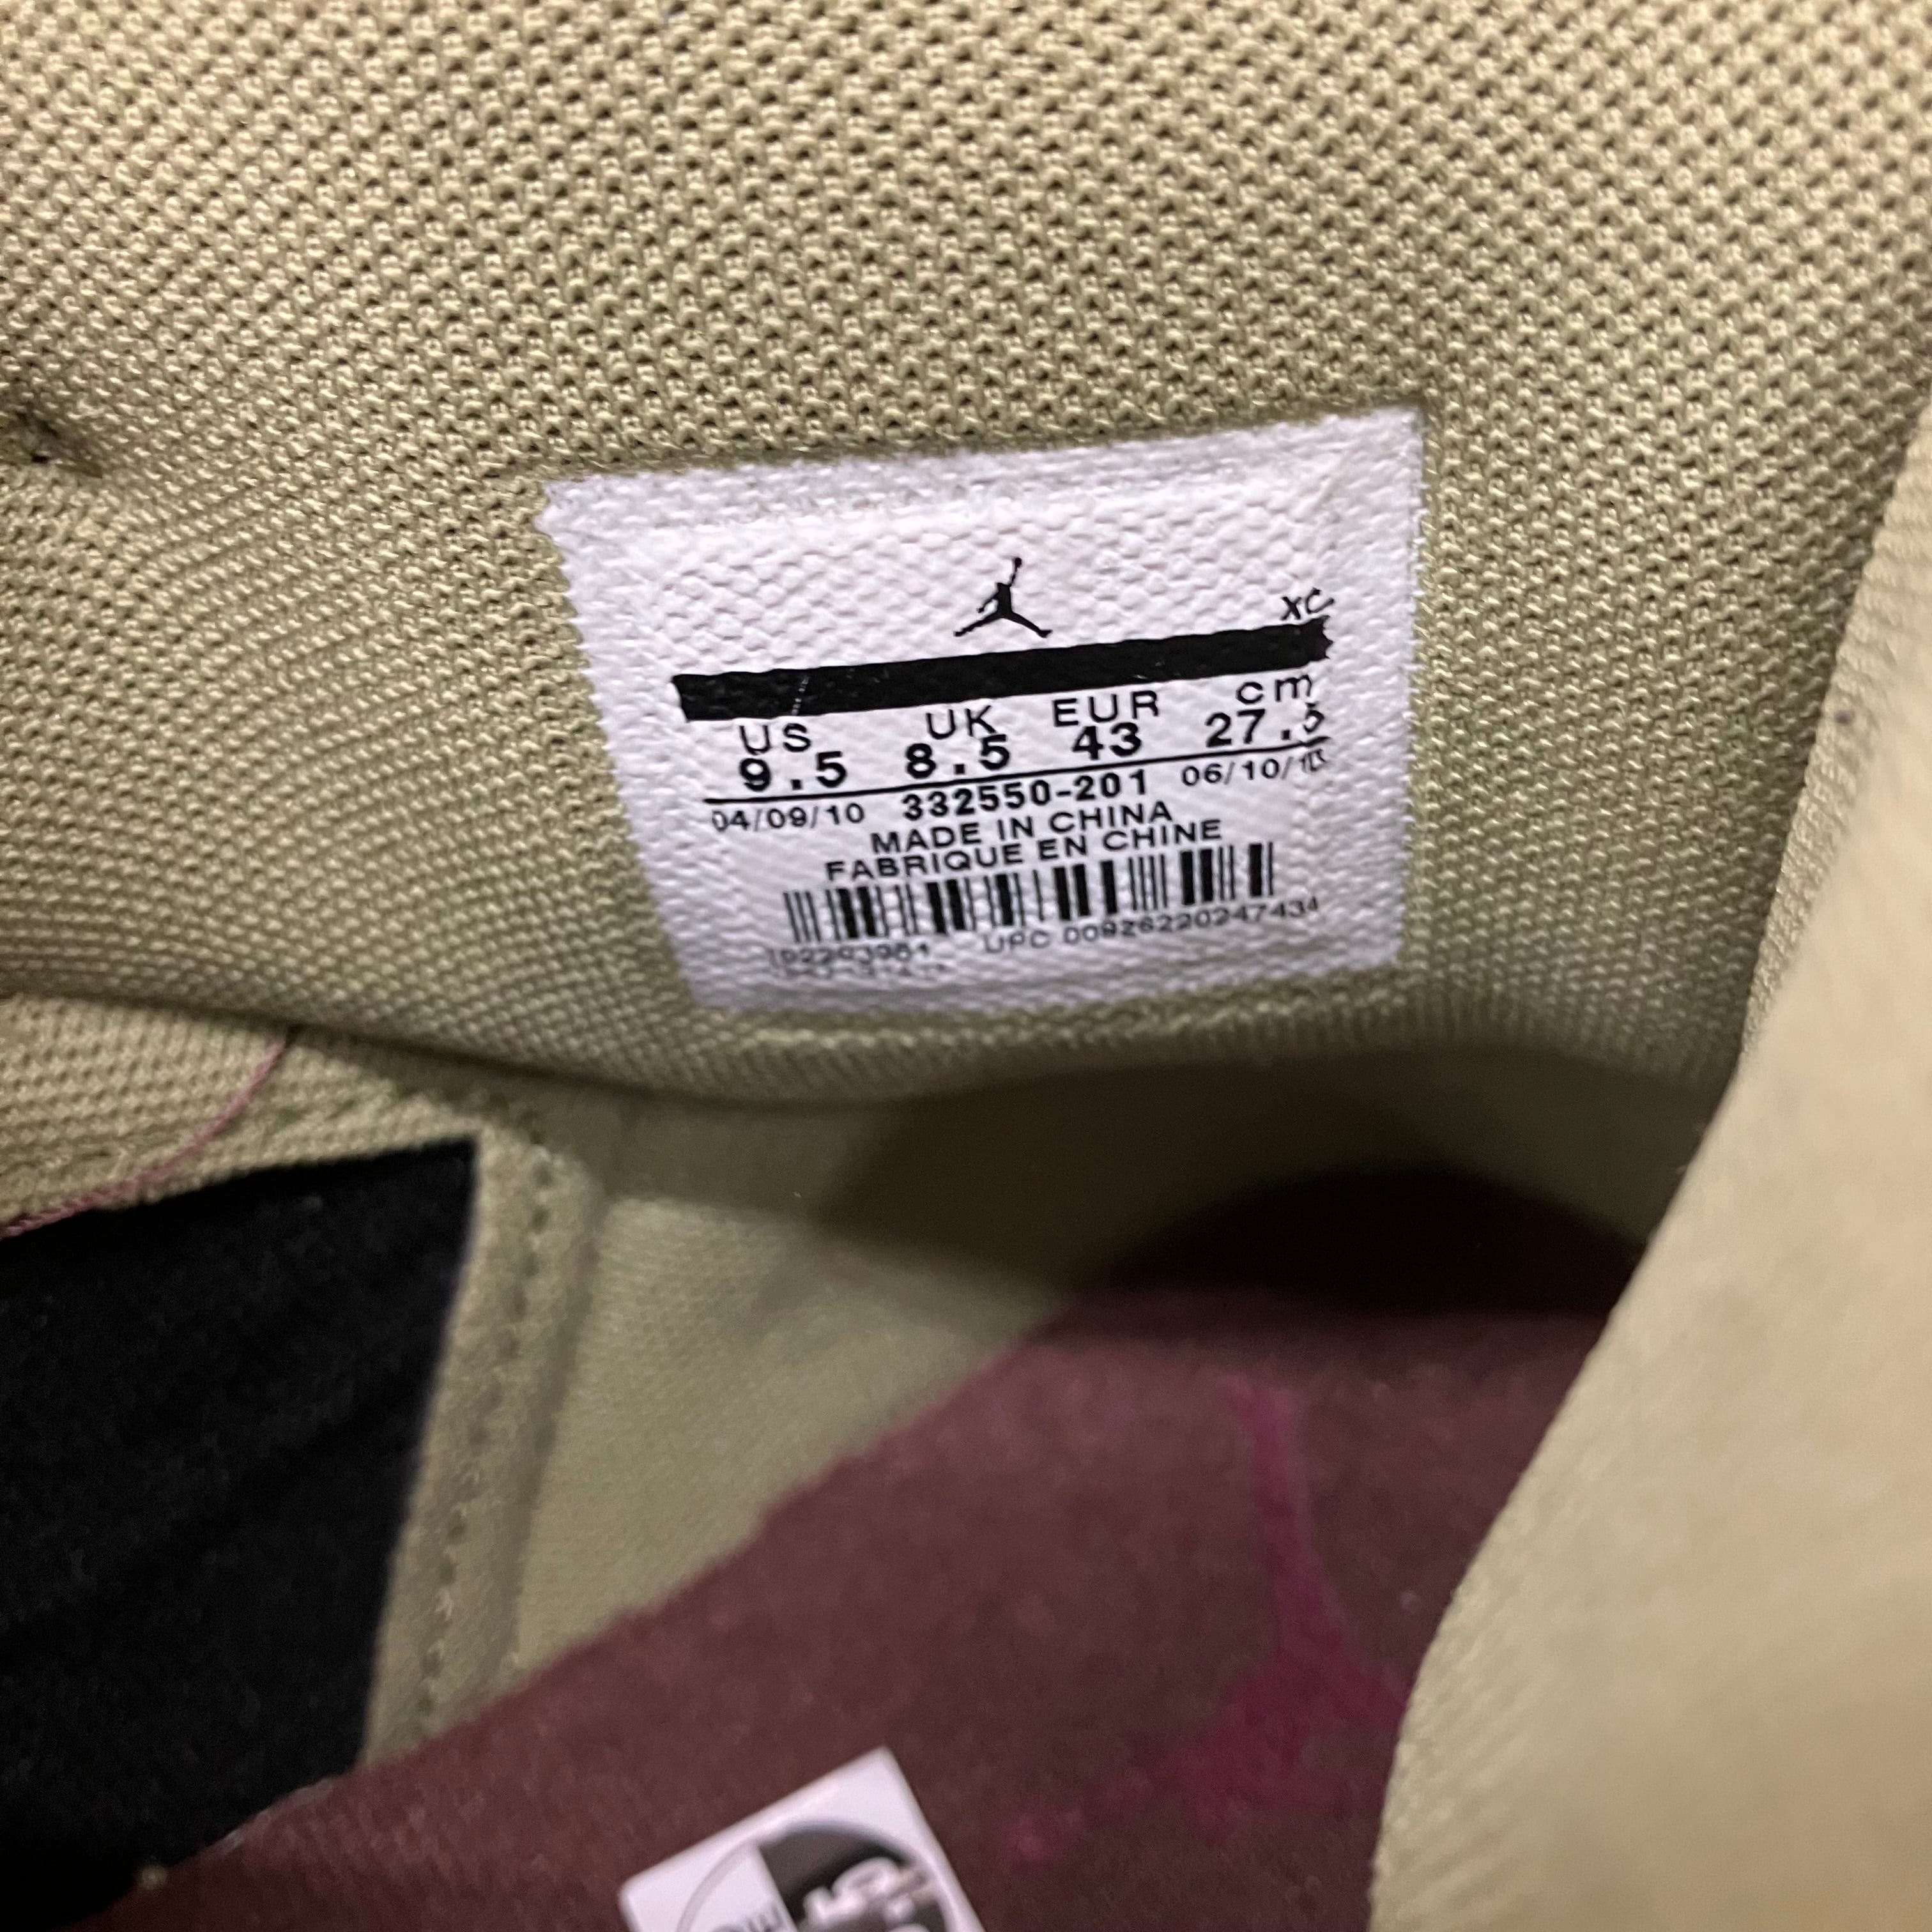 XC
US UK EUR cm
9.5 8.5 43 27.5
04/09/10 332550-201 06/10/10
MADE IN CHINA
FABRIQUE EN CHINE
UPC 00926220247434